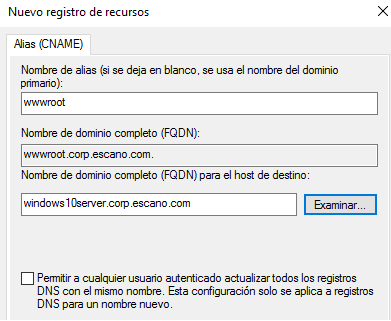 Nuevo registro de recursos
Alias (CNAME)
Nombre de alias (si se deja en blanco, se usa el nombre del dominio
primario):
wwwroot
Nombre de dominio completo (FQDN):
wwwroot.corp.escano.com.
Nombre de dominio completo (FQDN) para el host de destino:
windows10server.corp.escano.com
Examinar...
Permitir a cualquier usuario autenticado actualizar todos los registros
DNS con el mismo nombre. Esta configuración solo se aplica a registros
DNS para un nombre nuevo.